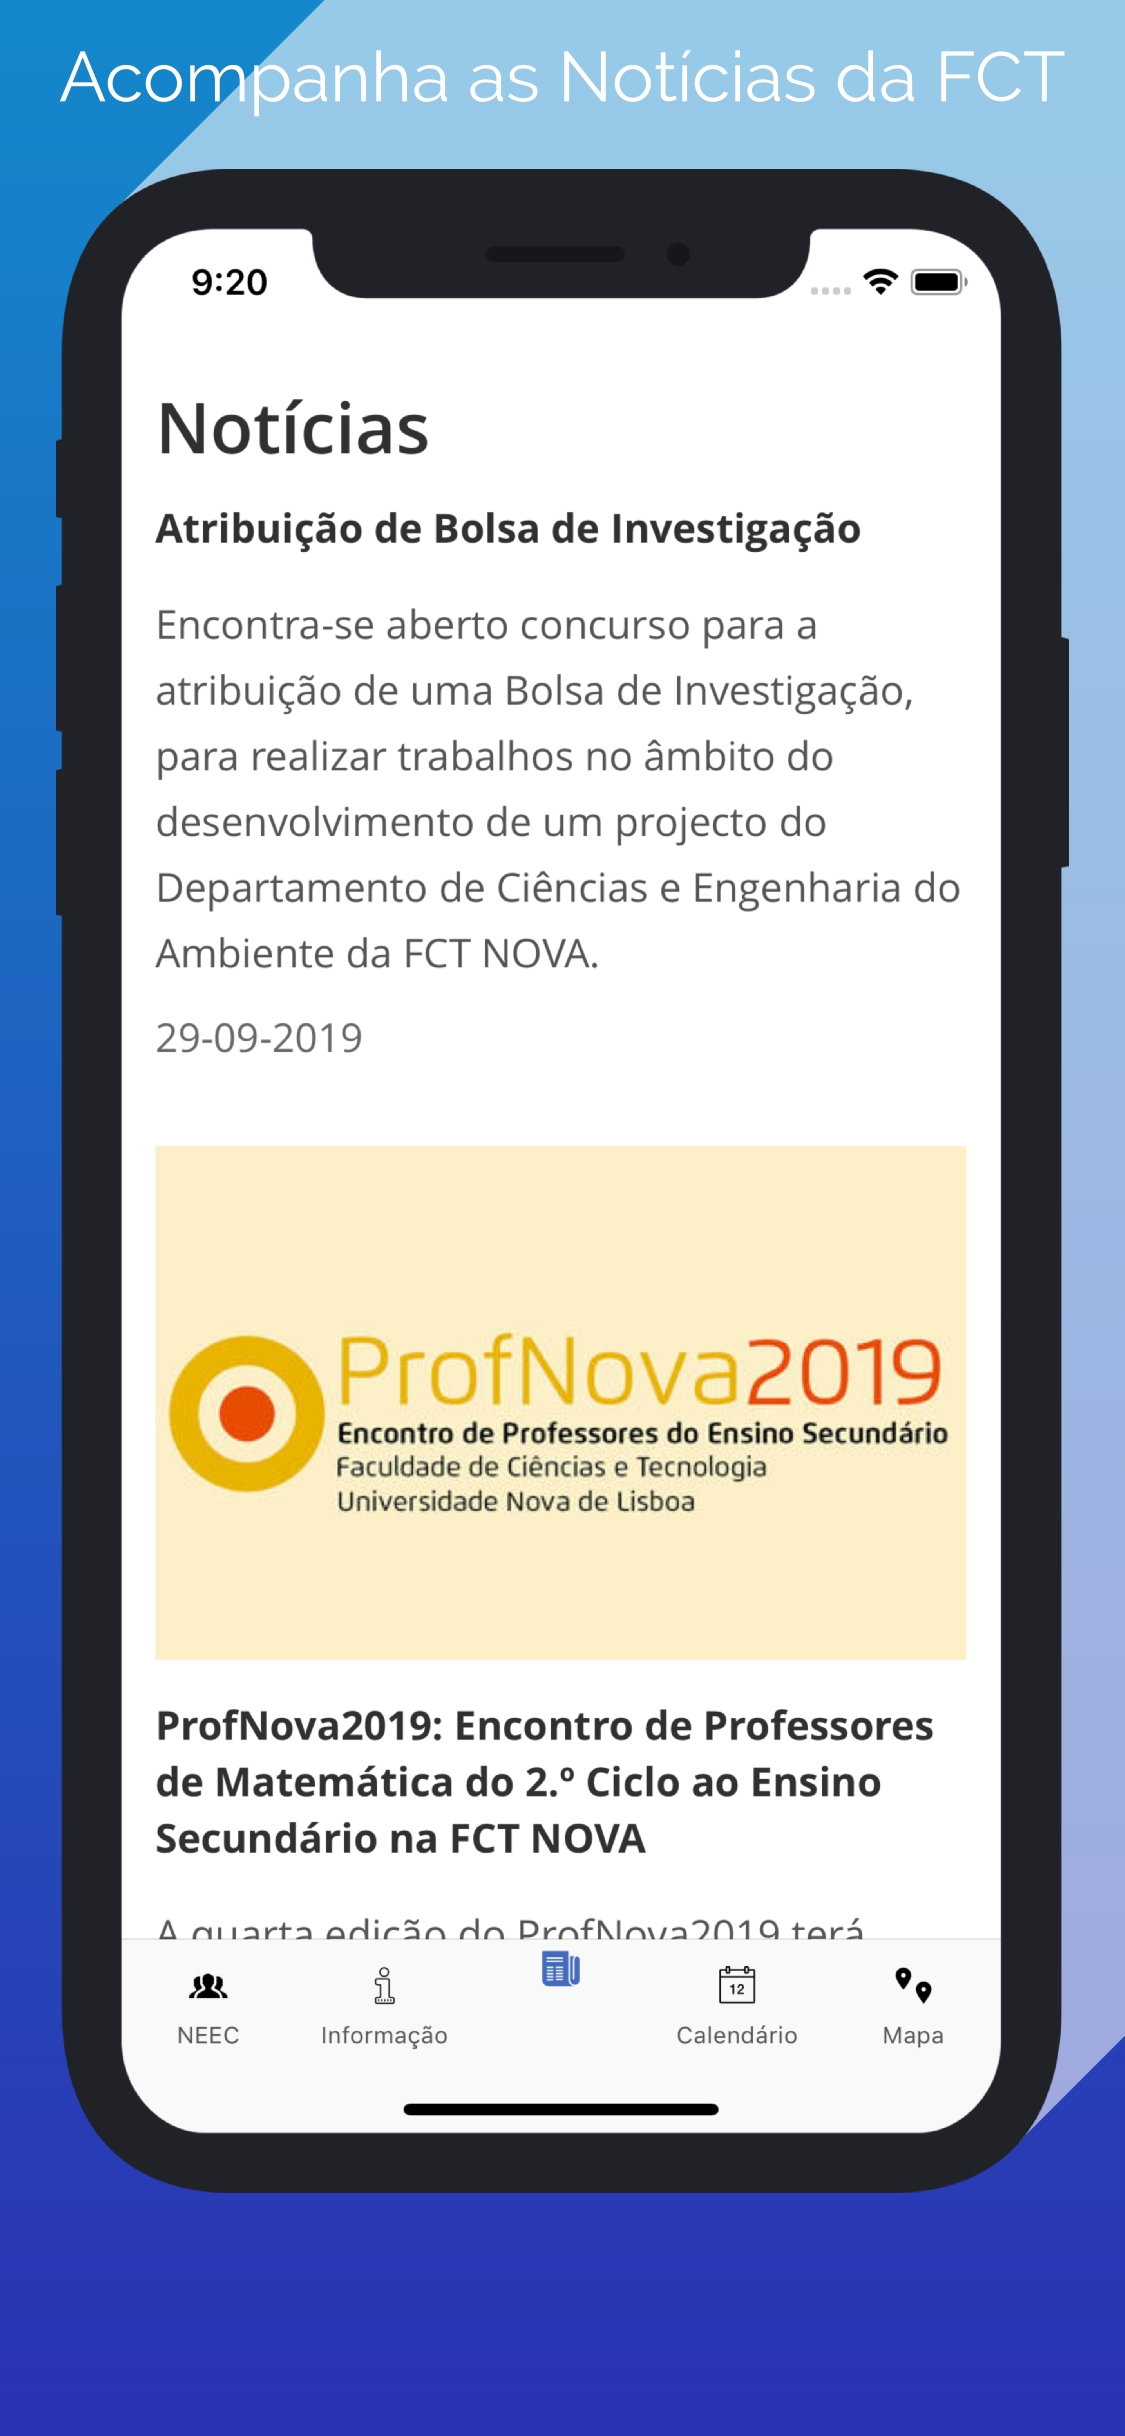 Acompanha as Notícias da FCT
9:20
Notícias
Atribuição de Bolsa de Investigação
Encontra-se aberto concurso para a
atribuição de uma Bolsa de Investigação,
para realizar trabalhos no âmbito do
desenvolvimento de um projecto do
Departamento de Ciências e Engenharia do
Ambiente da FCT NOVA.
29-09-2019
ProfNova2019
Encontro de Professores do Ensino Secundário
Faculdade de Ciências e Tecnologia
Universidade Nova de Lisboa
ProfNova2019: Encontro de Professores
de Matemática do 2.º Ciclo ao Ensino
Secundário na FCT NOVA
A quarta edição do ProfNova2019 terá
12
NEEC Informação Calendário Mapa